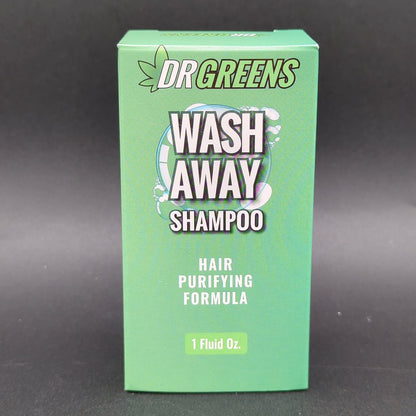 DRGREENS
WASH
AWAY
SHAMPOO
HAIR
PURIFYING
FORMULA
1 Fluid Oz.